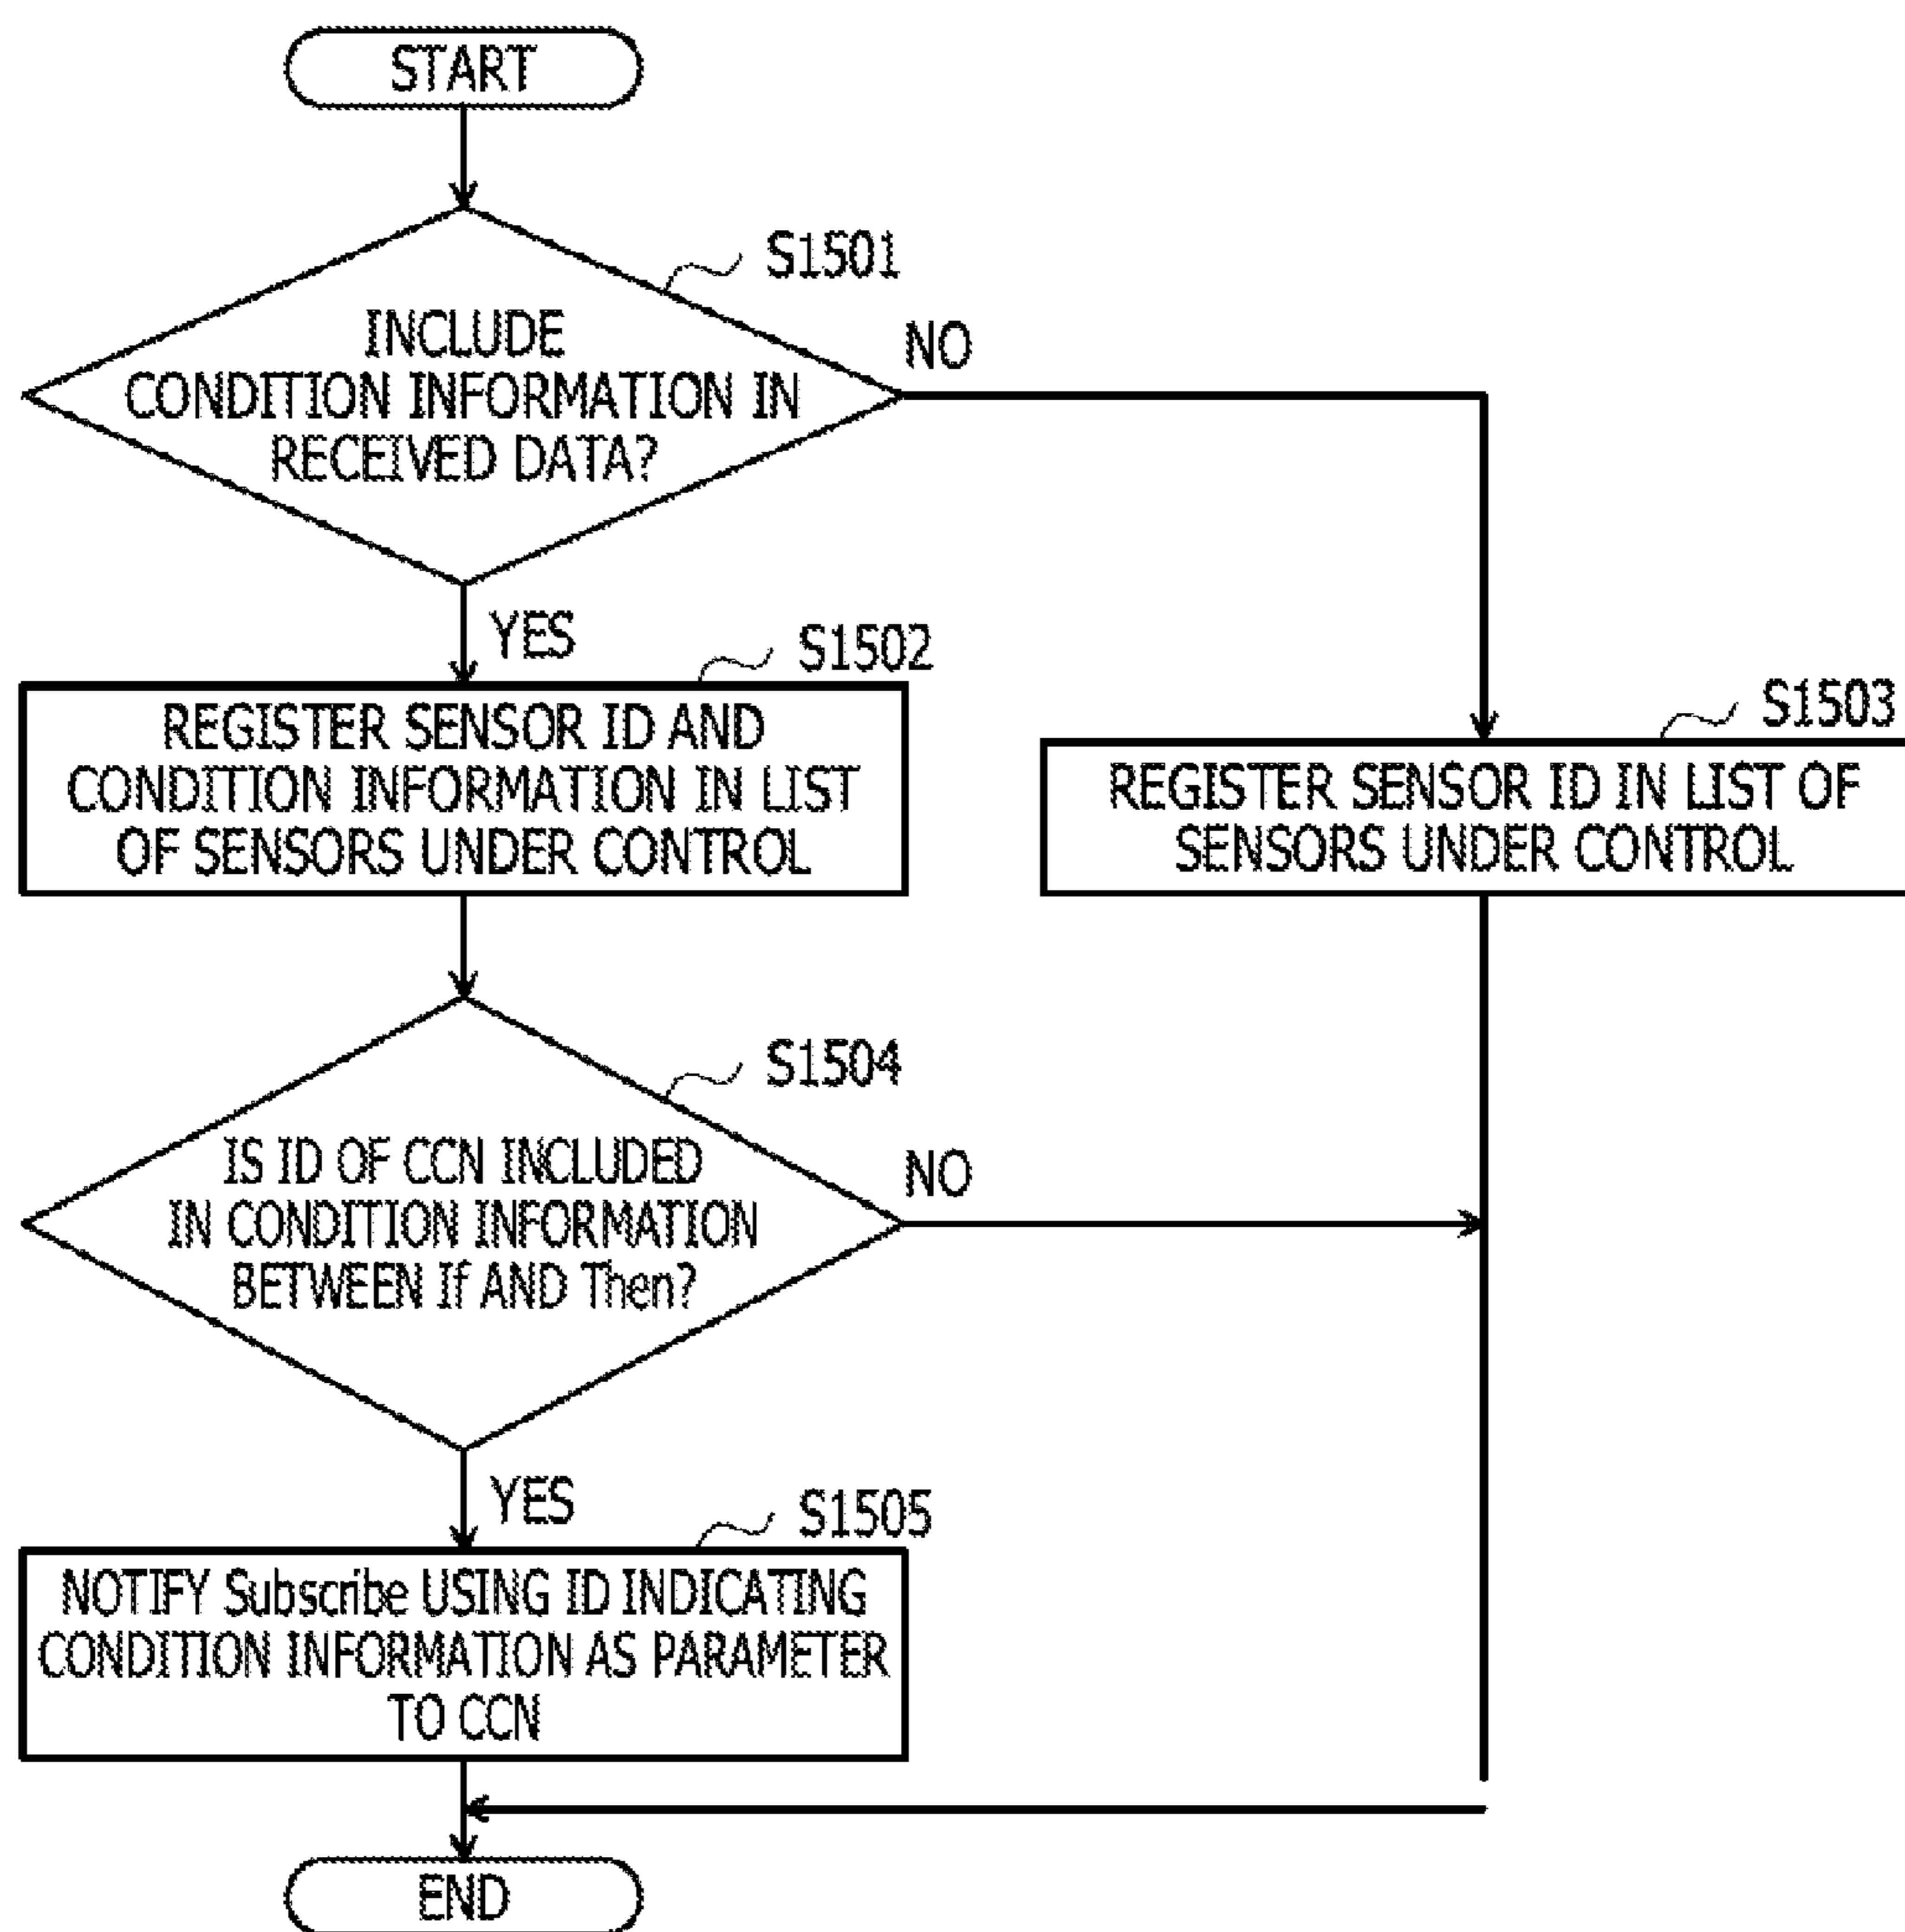 START
S1501
INCLUDE
CONDITION INFORMATION IN
RECEIVED DATA?
NO
YES
S1502
REGISTER SENSOR ID AND
CONDITION INFORMATION IN LIST
OF SENSORS UNDER CONTROL
S1503
REGISTER SENSOR ID IN LIST OF
SENSORS UNDER CONTROL
S1504
IS ID OF CCN INCLUDED
IN CONDITION INFORMATION
BETWEEN If AND Then?
NO
YES
S1505
NOTIFY Subscribe USING ID INDICATING
CONDITION INFORMATION AS PARAMETER
TO CCN
END